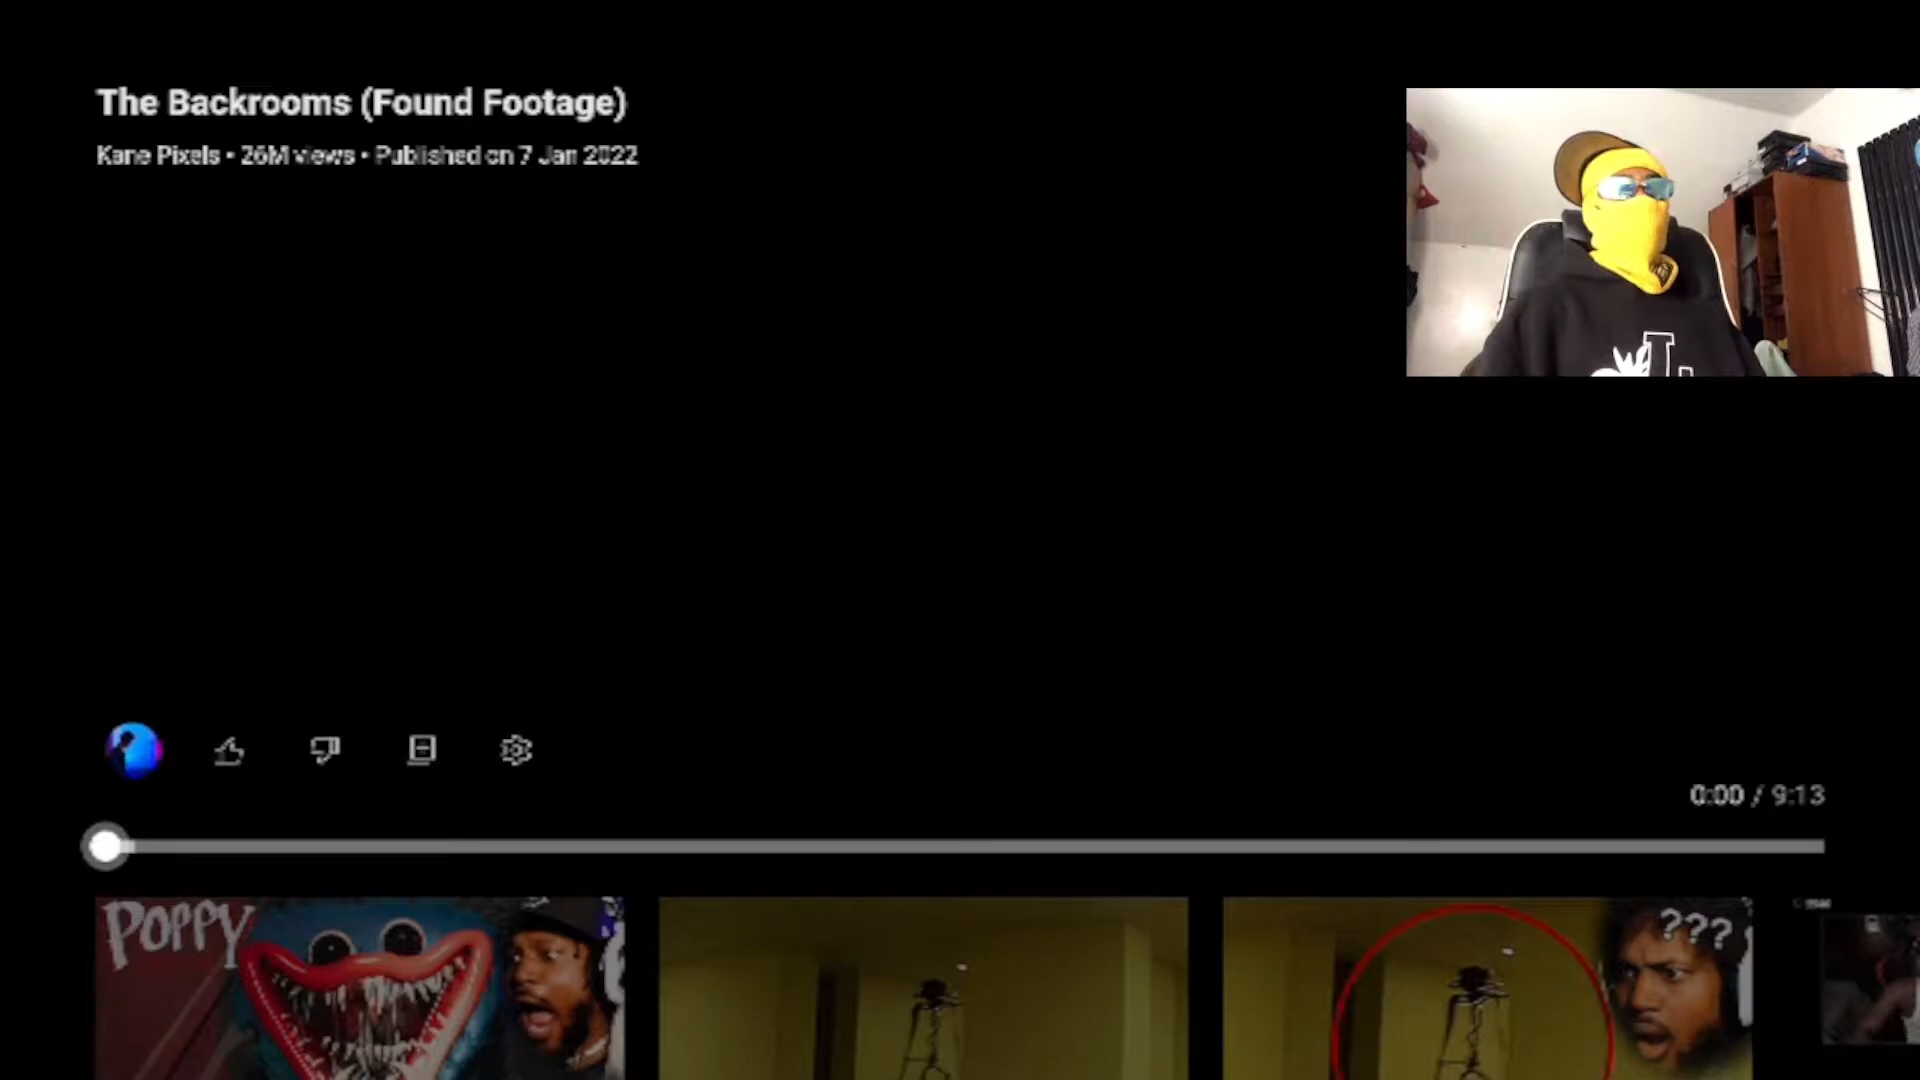 The Backrooms (Found Footage)
Kane Pixels • 26M views • Published on 7 Jan 2022
L
0:00 / 9:13
POPPY
???